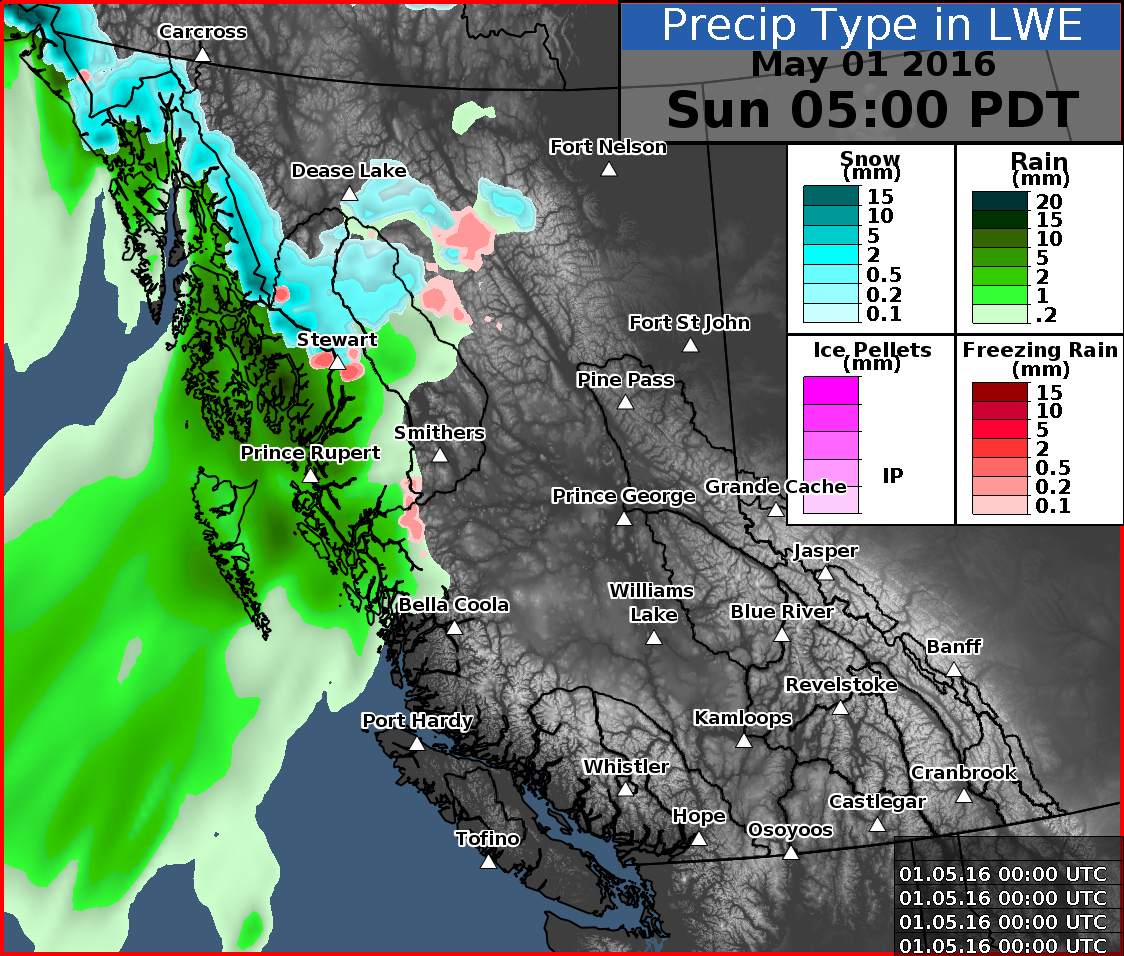 Precip Type in LWE
May 01 2016
Sun 05:00 PDT
Carcross
Fort Nelson
Dease Lake
Snow
(mm)
15
10
5
2
0.5
0.2
0.1
Rain
(mm)
20
15
10
5
2
1
.2
Ice Pellets
(mm)
IP
Freezing Rain
(mm)
15
10
5
2
0.5
0.2
0.1
Fort St John
Stewart
Pine Pass
Smithers
Prince Rupert
Prince George
Grande Cache
Jasper
Williams
Lake
Bella Coola
Blue River
Banff
Revelstoke
Port Hardy
Kamloops
Whistler
Cranbrook
Castlegar
Hope
Osoyoos
Tofino
01.05.16 00:00 UTC
01.05.16 00:00 UTC
01.05.16 00:00 UTC
01.05.16 00:00 UTC